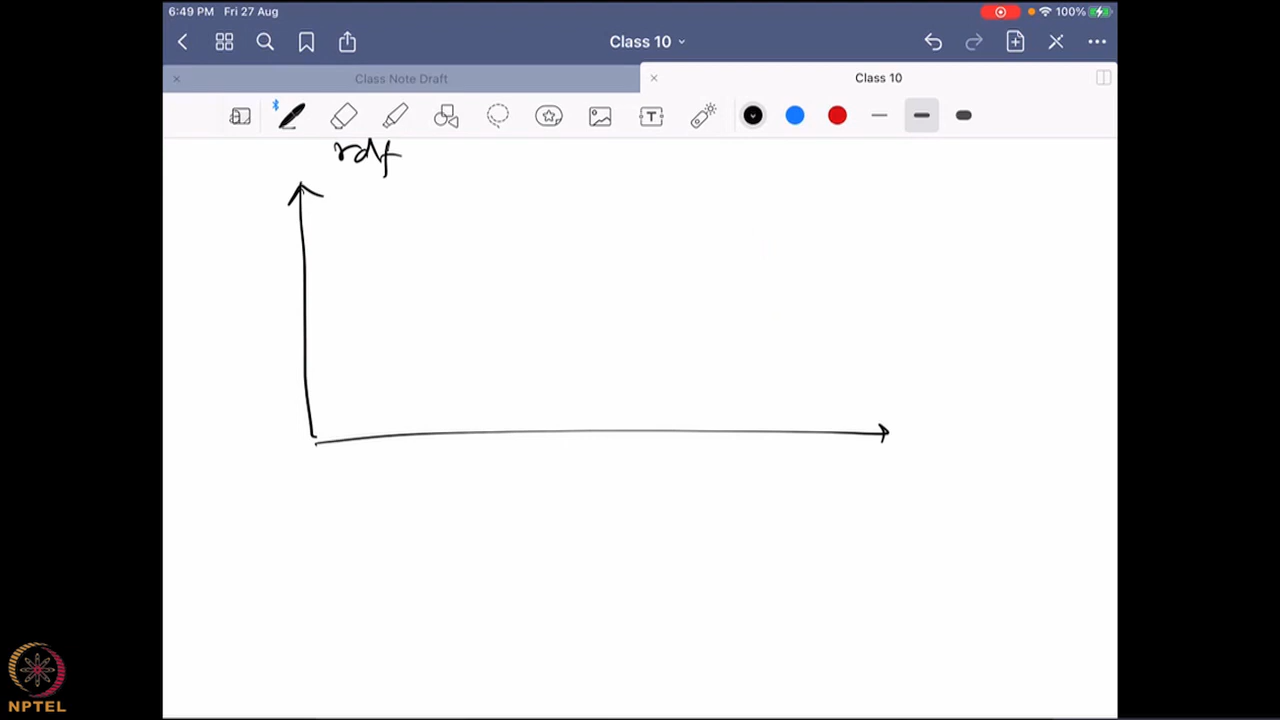 6:49 PM Fri 27 Aug 100%
Class 10
Class Note Draft Class 10
T
rdf
NPTEL